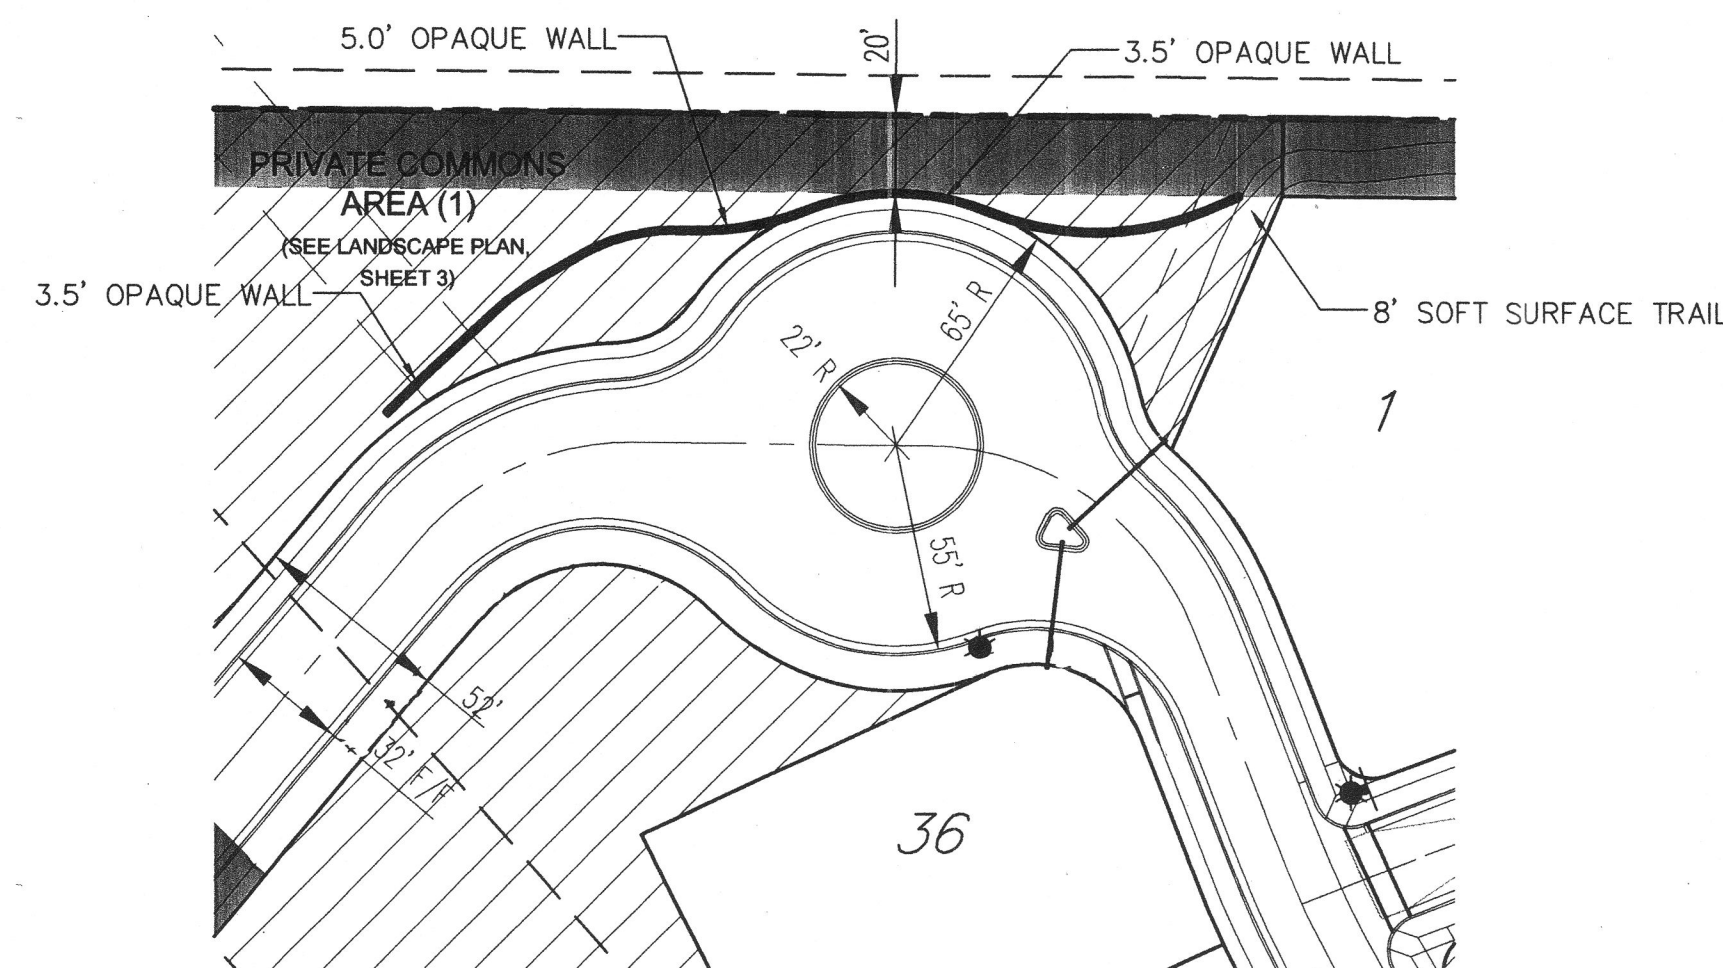 5.0' OPAQUE WALL
20'
3.5' OPAQUE WALL
PRIVATE COMMONS
AREA (1)
(SEE LANDSCAPE PLAN,
SHEET 3)
3.5' OPAQUE WALL
8' SOFT SURFACE TRAIL
65' R
22' R
1
55' R
52'
32' F/F
36